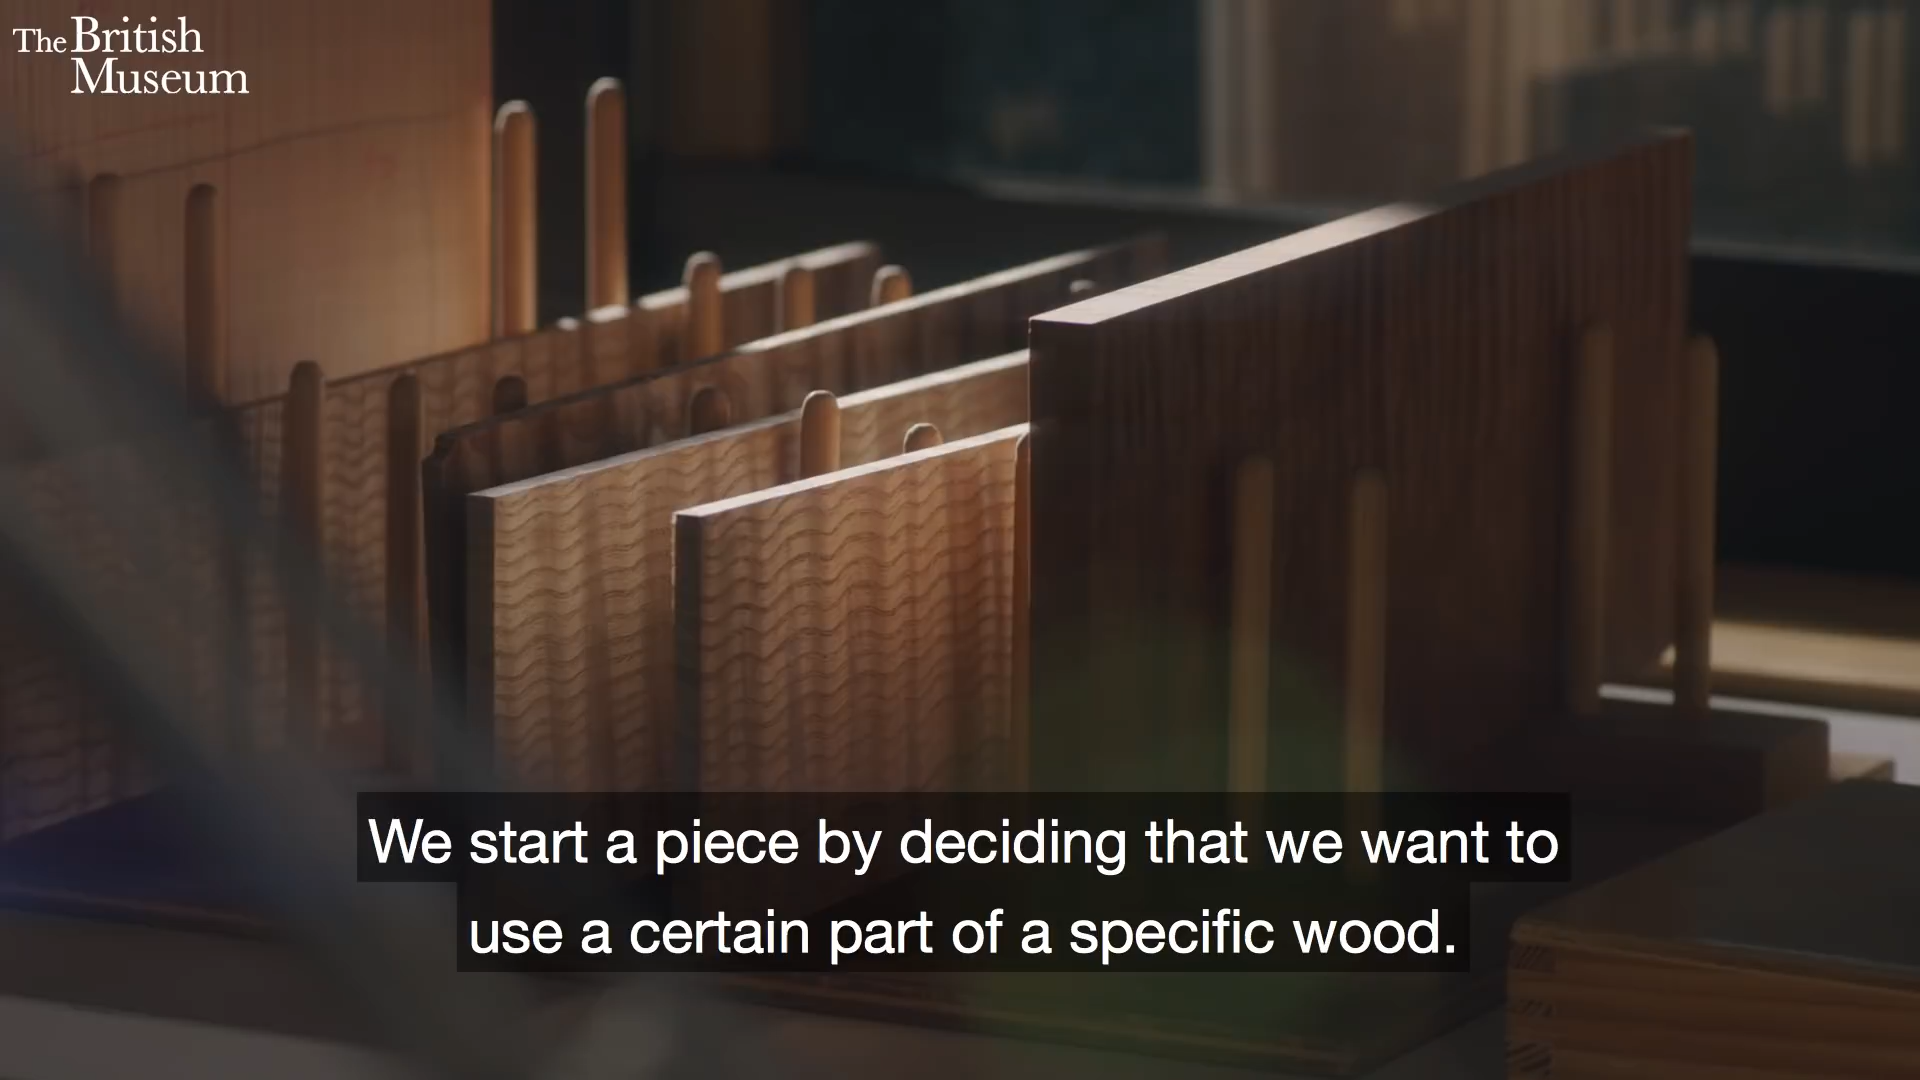 The British
Museum
We start a piece by deciding that we want to
use a certain part of a specific wood.